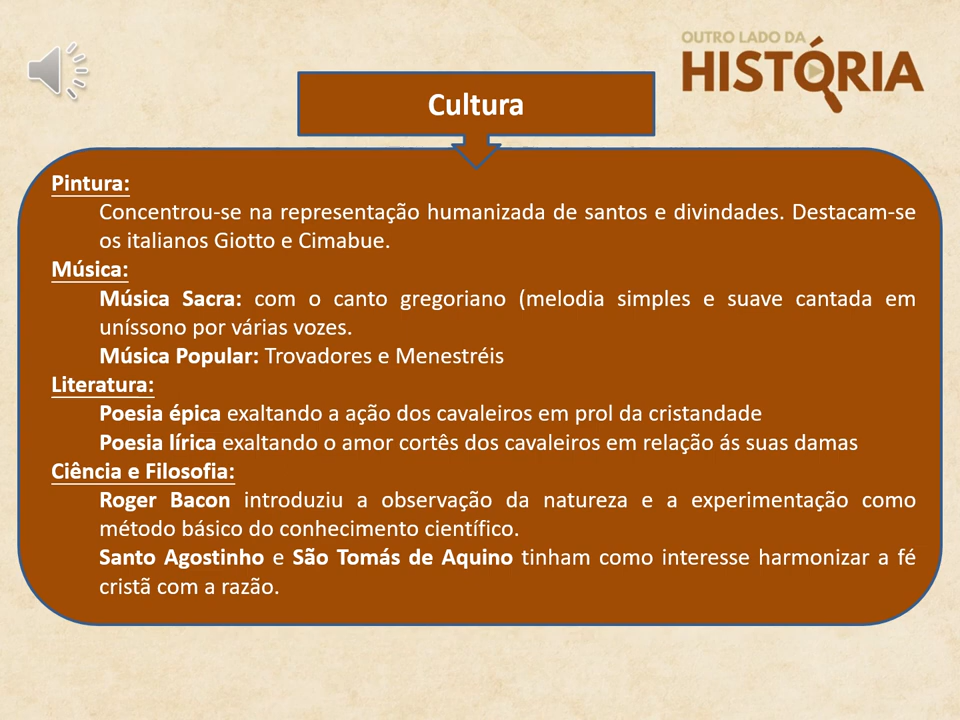 OUTRO LADO DA
HISTÓRIA
Cultura
Pintura:
Concentrou-se na representação humanizada de santos e divindades. Destacam-se
os italianos Giotto e Cimabue.
Música:
Música Sacra: com o canto gregoriano (melodia simples e suave cantada em
uníssono por várias vozes.
Música Popular: Trovadores e Menestréis
Literatura:
Poesia épica exaltando a ação dos cavaleiros em prol da cristandade
Poesia lírica exaltando o amor cortês dos cavaleiros em relação ás suas damas
Ciência e Filosofia:
Roger Bacon introduziu a observação da natureza e a experimentação como
método básico do conhecimento científico.
Santo Agostinho e São Tomás de Aquino tinham como interesse harmonizar a fé
cristã com a razão.